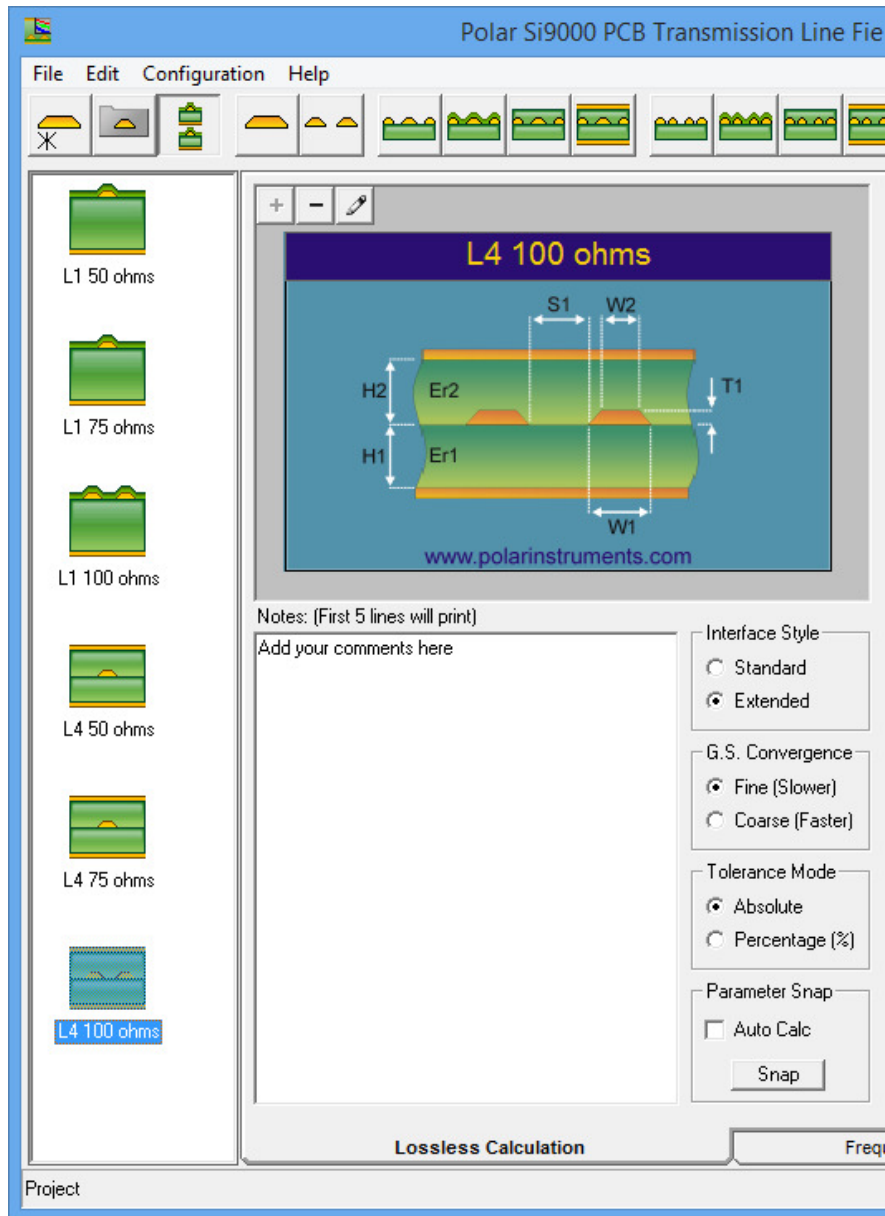 Polar Si9000 PCB Transmission Line Fie
File Edit Configuration Help
L1 50 ohms
L1 75 ohms
L1 100 ohms
L4 50 ohms
L4 75 ohms
L4 100 ohms
+ -
L4 100 ohms
S1 W2
H2 Er2 T1
H1 Er1
W1
www.polarinstruments.com
Notes: (First 5 lines will print)
Add your comments here
Interface Style
Standard
Extended
G.S. Convergence
Fine (Slower)
Coarse (Faster)
Tolerance Mode
Absolute
Percentage (%)
Parameter Snap
Auto Calc
Snap
Lossless Calculation Frequ
Project